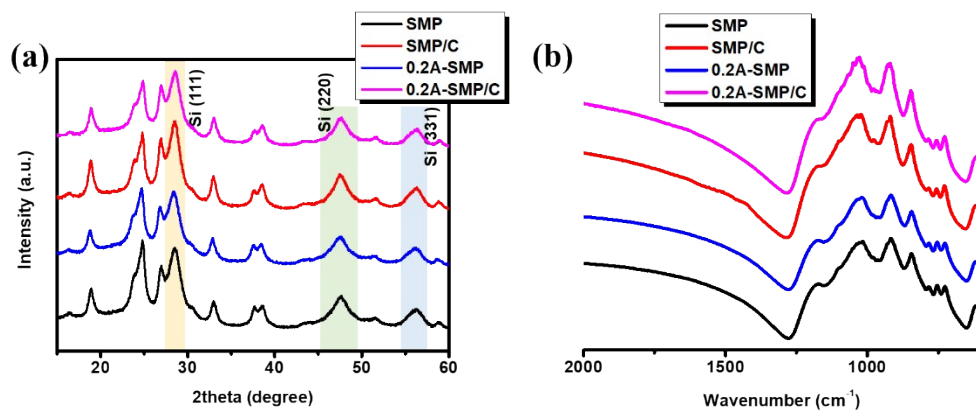 (a)
SMP
SMP/C
0.2A-SMP
0.2A-SMP/C
Si (111)
Si (220)
Si (331)
Intensity (a.u.)
20
30
40
50
60
2theta (degree)
(b)
SMP
SMP/C
0.2A-SMP
0.2A-SMP/C
2000
1500
1000
Wavenumber (cm⁻¹)